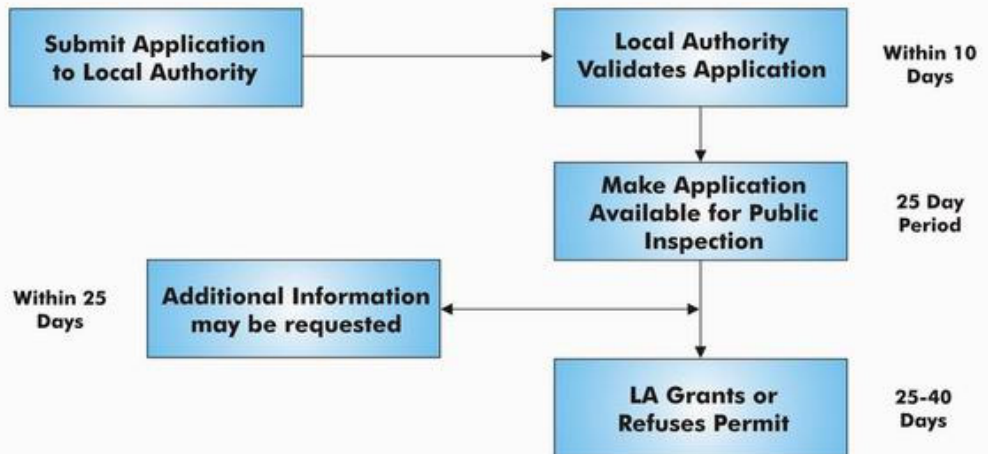 Submit Application
to Local Authority
Local Authority
Validates Application
Within 10
Days
Make Application
Available for Public
Inspection
25 Day
Period
Within 25
Days
Additional Information
may be requested
LA Grants or
Refuses Permit
25-40
Days